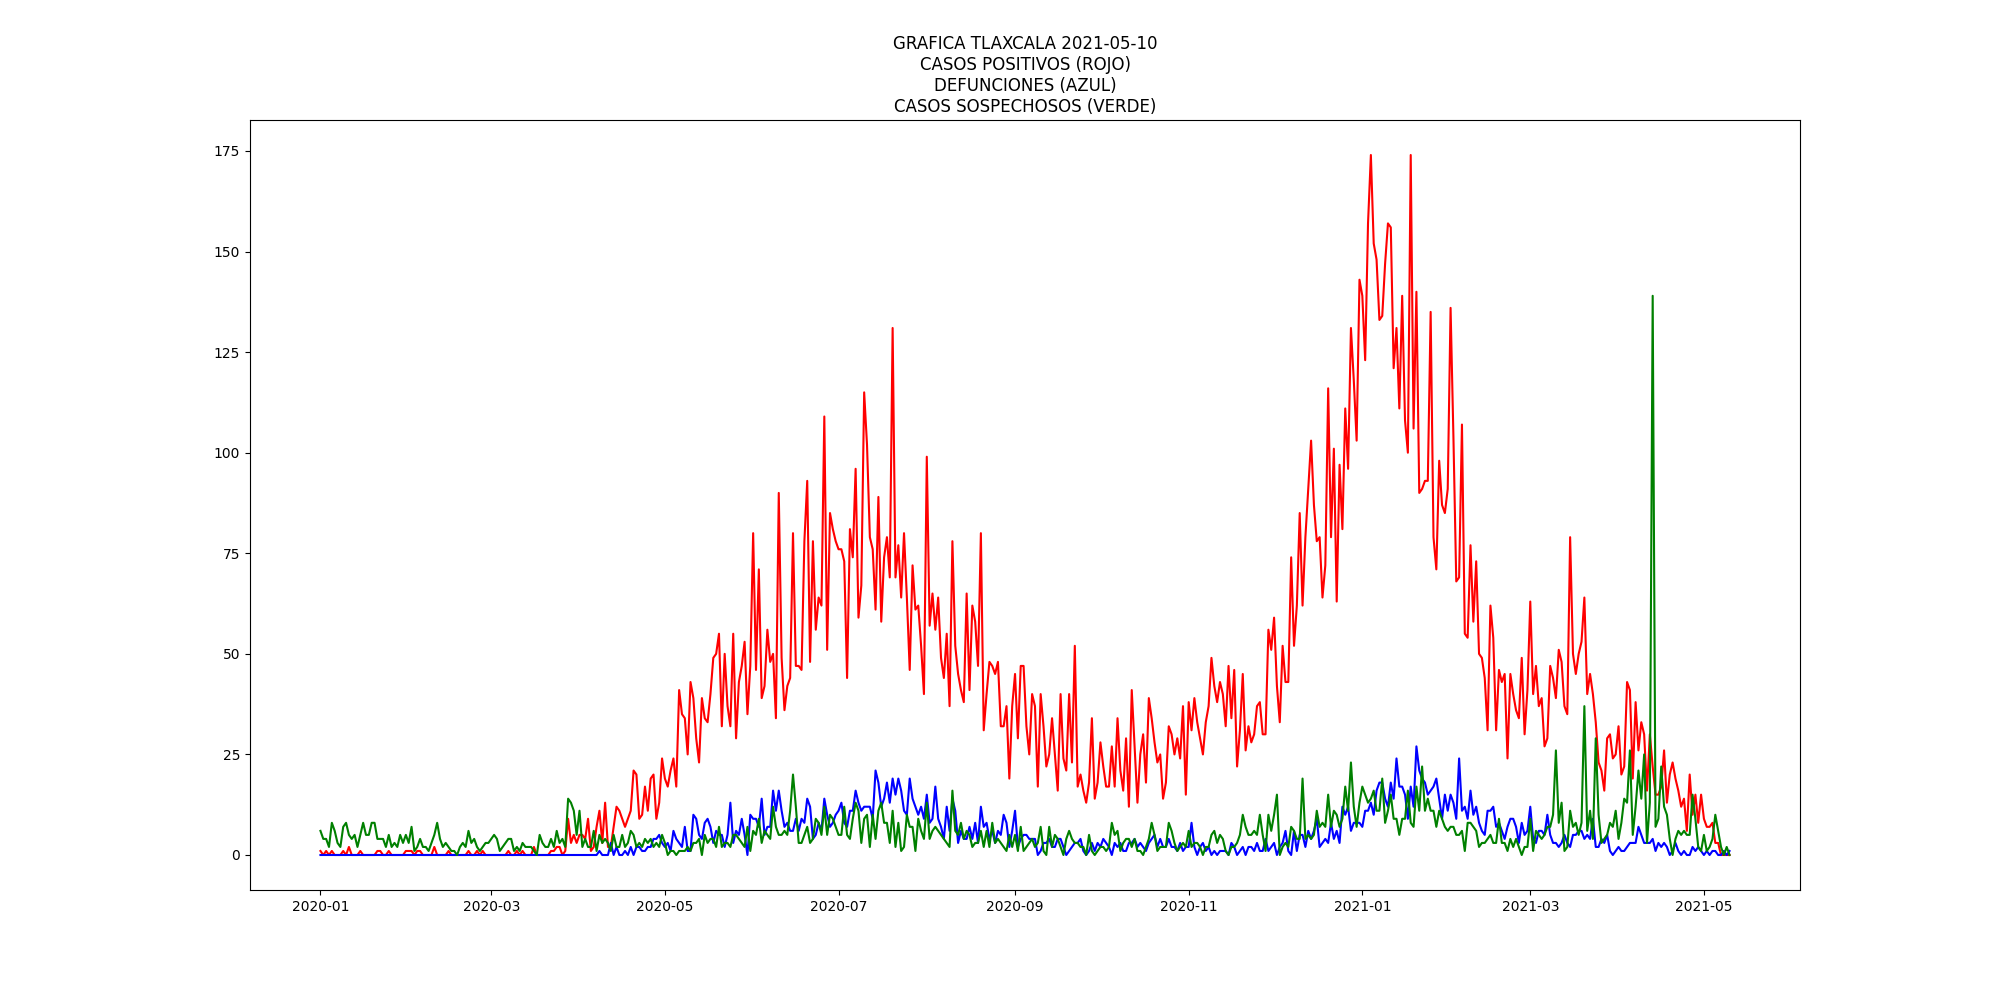 GRAFICA TLAXCALA 2021-05-10
CASOS POSITIVOS (ROJO)
DEFUNCIONES (AZUL)
CASOS SOSPECHOSOS (VERDE)
175
150
125
100
75
50
25
0
2020-01 2020-03 2020-05 2020-07 2020-09 2020-11 2021-01 2021-03 2021-05